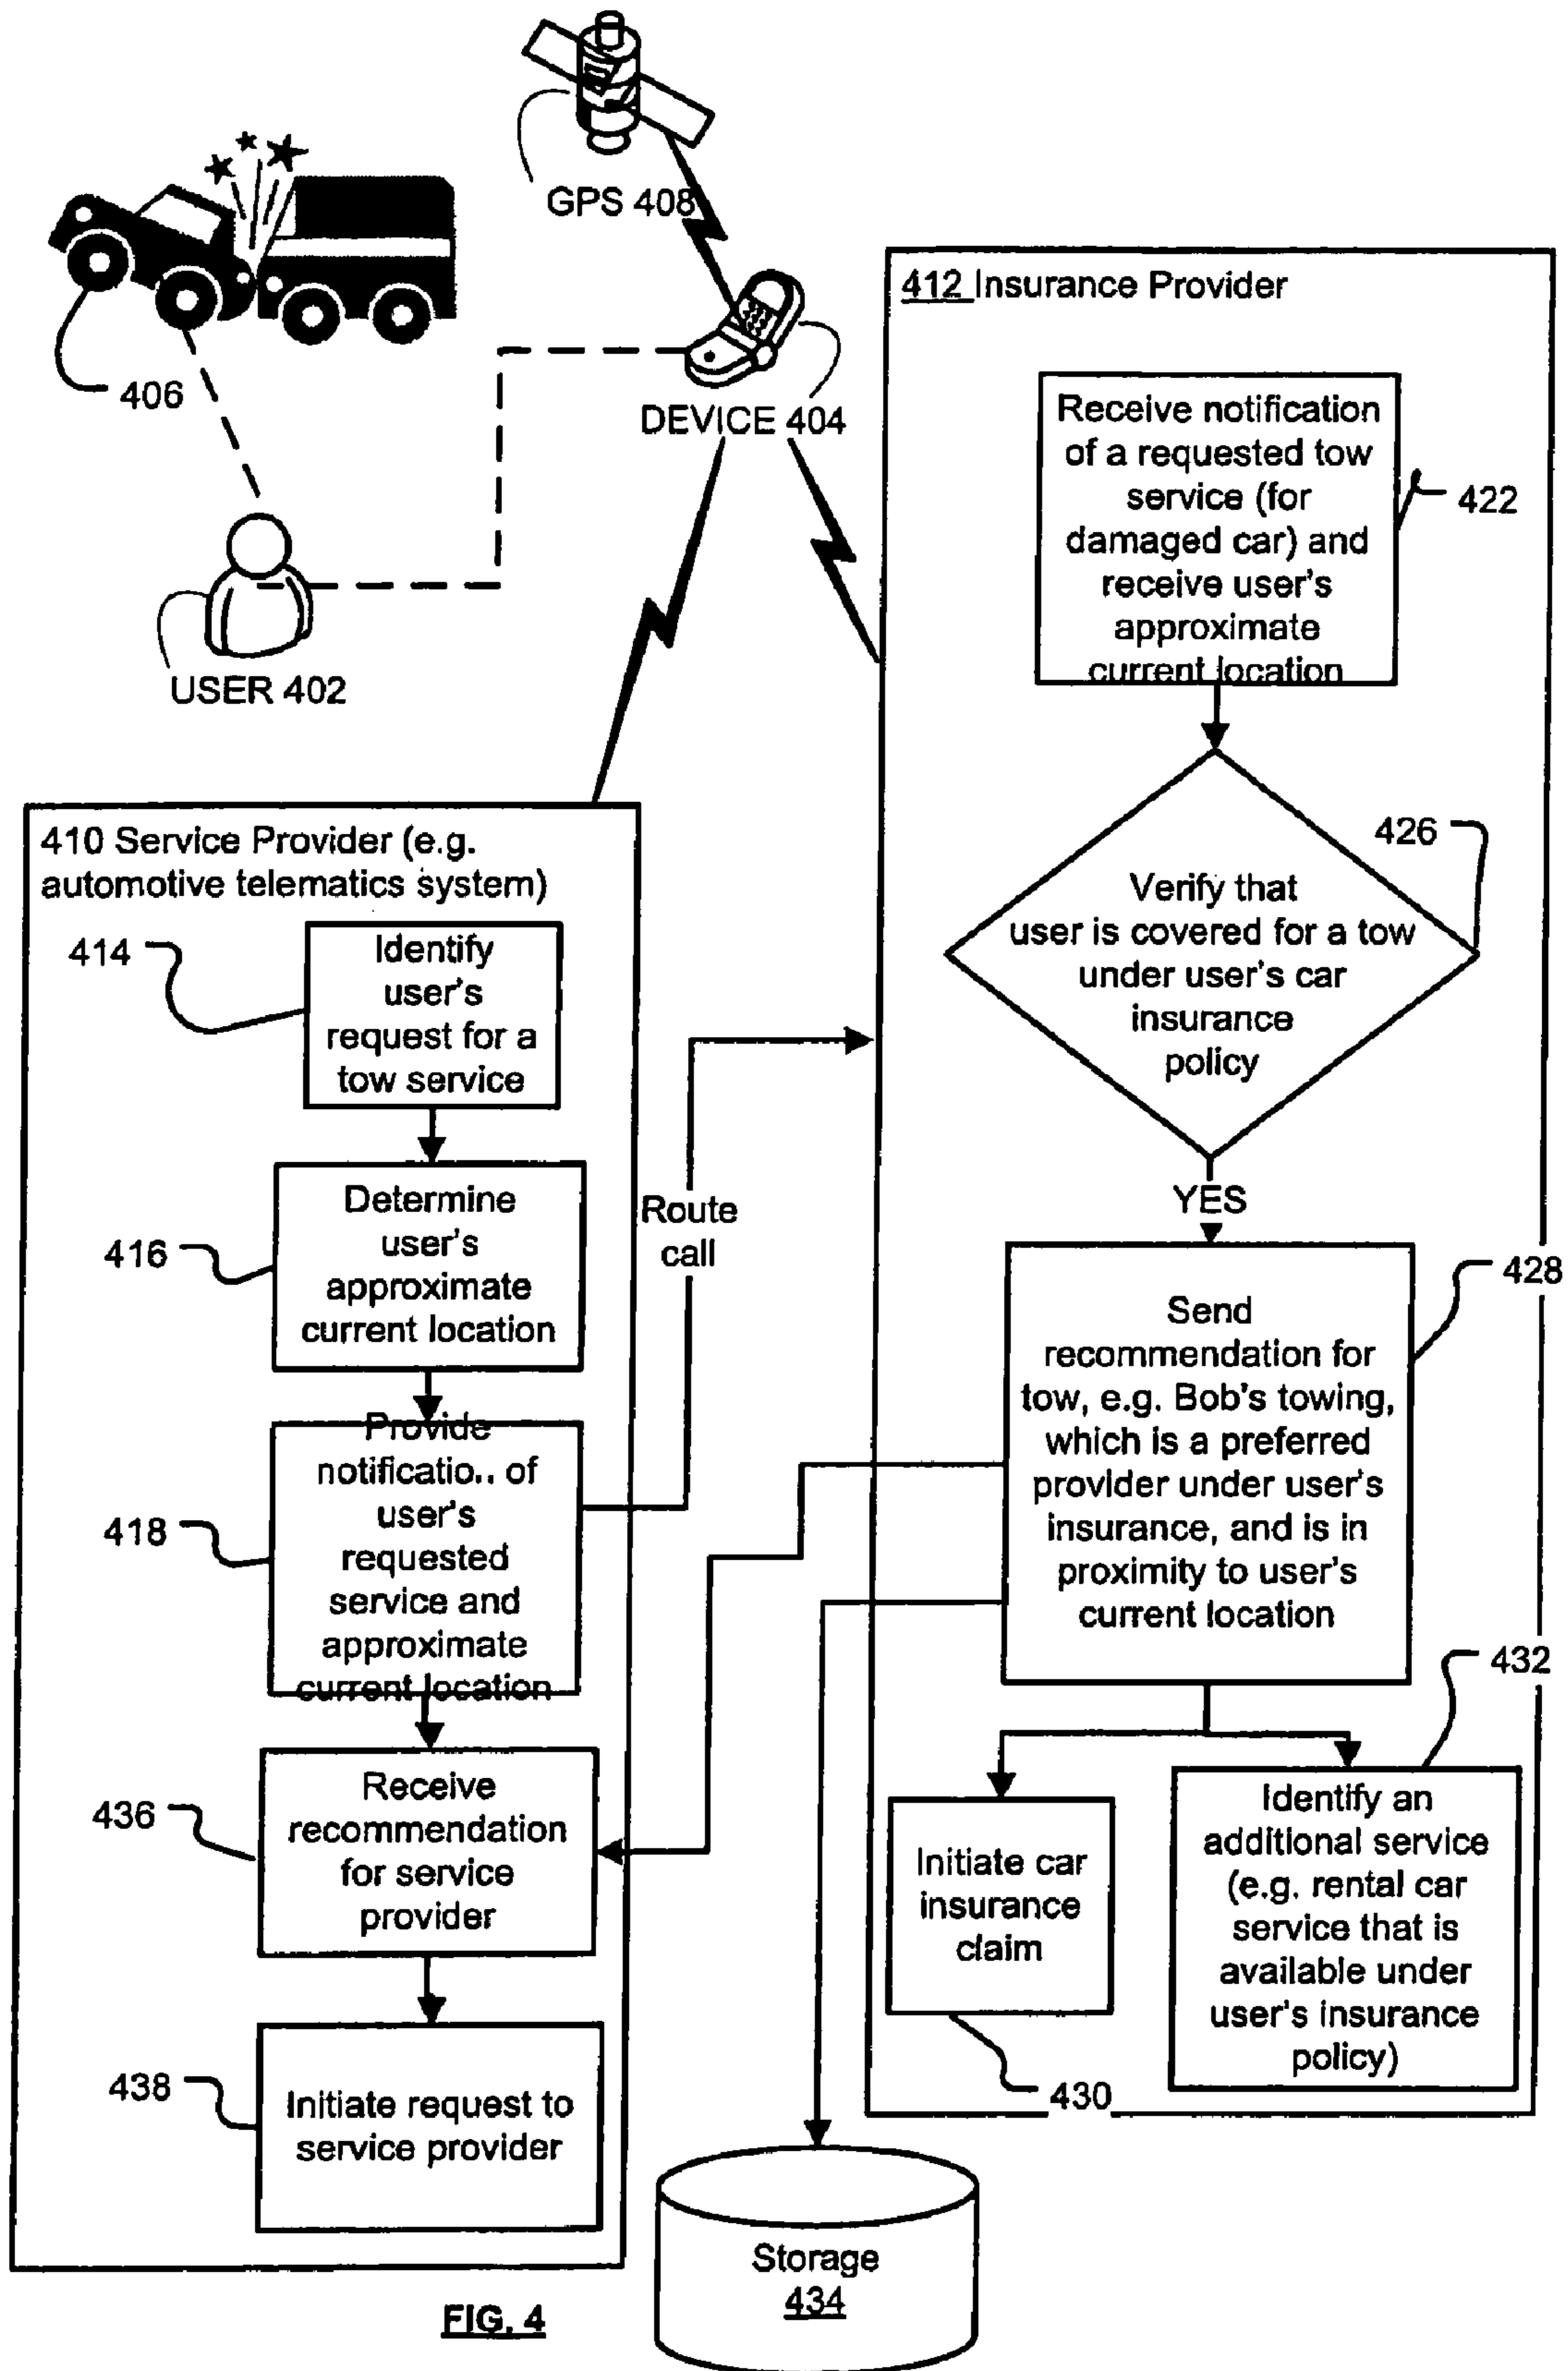 GPS 408
406
DEVICE 404
USER 402
412 Insurance Provider
Receive notification
of a requested tow
service (for
damaged car) and
receive user's
approximate
current location
422
426
Verify that
user is covered for a tow
under user's car
insurance
policy
YES
428
Send
recommendation for
tow, e.g. Bob's towing,
which is a preferred
provider under user's
insurance, and is in
proximity to user's
current location
432
Initiate car
insurance
claim
430
Identify an
additional service
(e.g. rental car
service that is
available under
user's insurance
policy)
410 Service Provider (e.g.
automotive telematics system)
414
Identify
user's
request for a
tow service
416
Determine
user's
approximate
current location
Route
call
418
Provide
notificatio.. of
user's
requested
service and
approximate
current location
436
Receive
recommendation
for service
provider
438
Initiate request to
service provider
Storage
434
FIG. 4